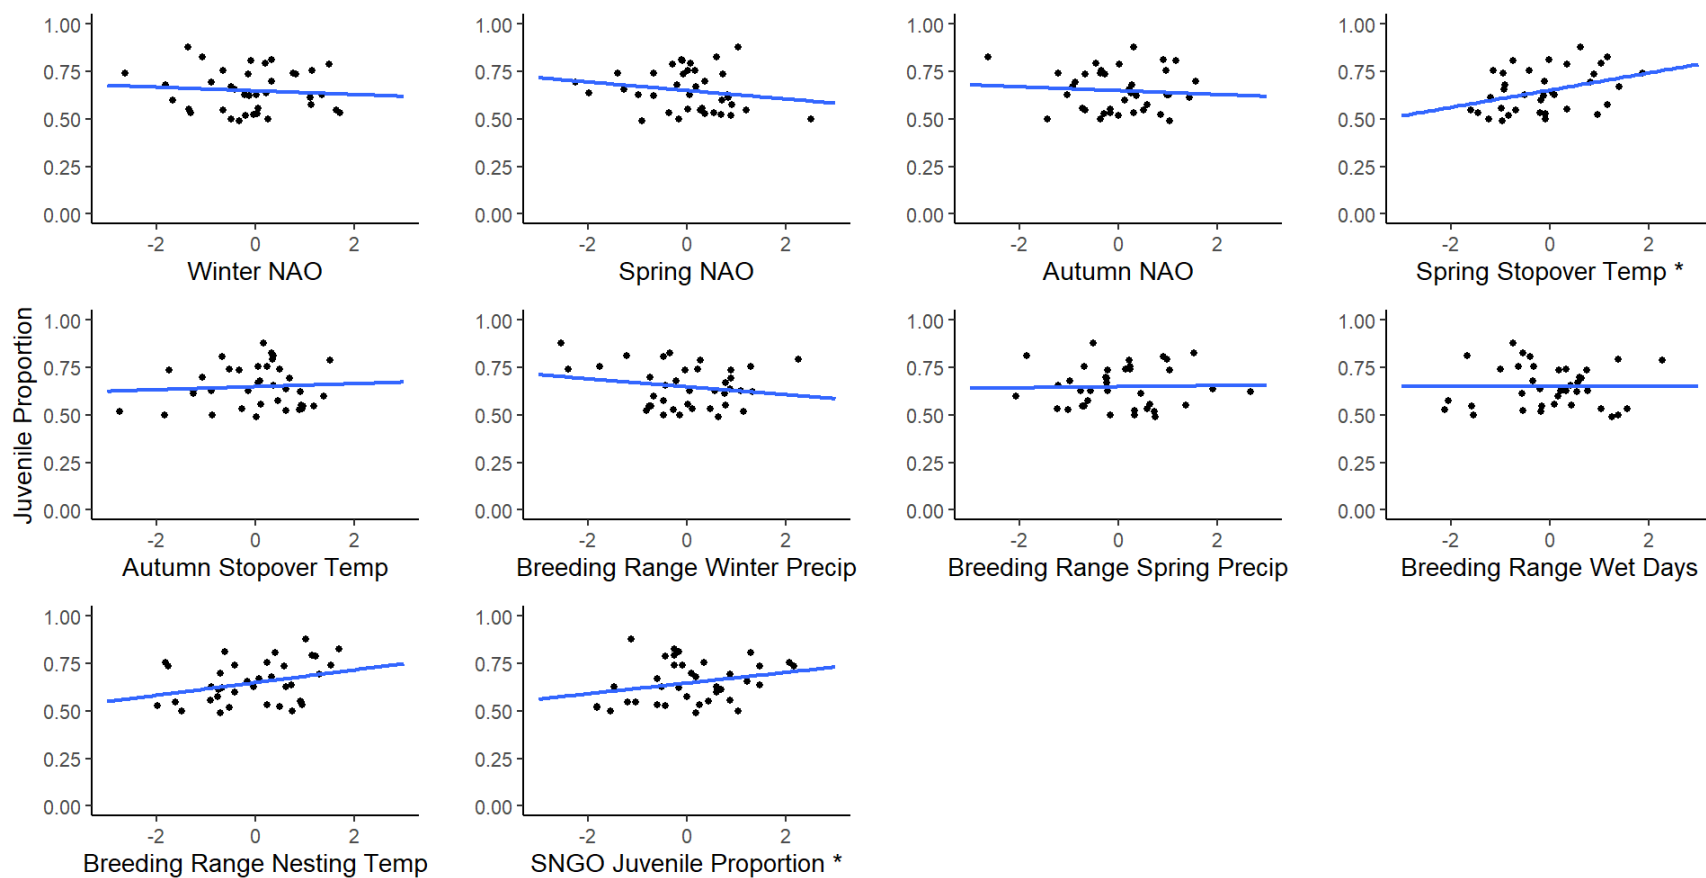 1.00
0.75
0.50
0.25
0.00
-2 0 2
Winter NAO
1.00
0.75
0.50
0.25
0.00
-2 0 2
Spring NAO
1.00
0.75
0.50
0.25
0.00
-2 0 2
Autumn NAO
1.00
0.75
0.50
0.25
0.00
-2 0 2
Spring Stopover Temp *
Juvenile Proportion
1.00
0.75
0.50
0.25
0.00
-2 0 2
Autumn Stopover Temp
1.00
0.75
0.50
0.25
0.00
-2 0 2
Breeding Range Winter Precip
1.00
0.75
0.50
0.25
0.00
-2 0 2
Breeding Range Spring Precip
1.00
0.75
0.50
0.25
0.00
-2 0 2
Breeding Range Wet Days
1.00
0.75
0.50
0.25
0.00
-2 0 2
Breeding Range Nesting Temp
1.00
0.75
0.50
0.25
0.00
-2 0 2
SNGO Juvenile Proportion *